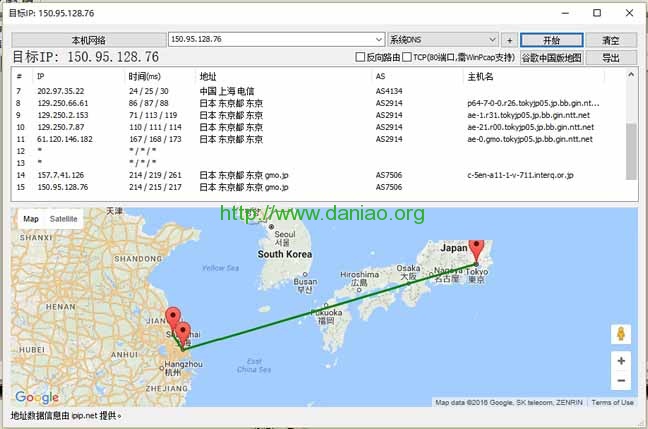 目标IP: 150.95.128.76
本机网络 150.95.128.76 系统DNS + 开始 清空
目标IP: 150.95.128.76 反向路由 TCP(80端口,需WinPcap支持) 谷歌中国版地图 导出
# IP 时间(ms) 地址 AS 主机名
7 202.97.35.22 24 / 25 / 30 中国 上海 电信 AS4134
8 129.250.66.61 86 / 87 / 88 日本 东京都 东京 AS2914 p64-7-0-0.r26.tokyjp05.jp.bb.gin.nt...
9 129.250.2.153 71 / 113 / 119 日本 东京都 东京 AS2914 ae-1.r31.tokyjp05.jp.bb.gin.ntt.net
10 129.250.7.87 110 / 111 / 114 日本 东京都 东京 AS2914 ae-21.r00.tokyjp05.jp.bb.gin.ntt.net
11 61.120.146.182 167 / 168 / 173 日本 东京都 东京 AS2914 ae-0.gmo.tokyjp05.jp.bb.gin.ntt.net
12 * * / * / *
13 * * / * / *
14 157.7.41.126 214 / 219 / 261 日本 东京都 东京 gmo.jp AS7506 c-5en-a11-1-v-711.interq.or.jp
15 150.95.128.76 214 / 215 / 217 日本 东京都 东京 gmo.jp AS7506
http://www.daniao.org
Map Satellite
天津
SHANXI
SHANDONG
Seoul
서울
South Korea
Yellow Sea
Busan
부산
Japan
Hiroshima
広島
Osaka
大阪
Nagoya
名古屋
Tokyo
東京
Fukuoka
福岡
SHAANXI
HENAN
JIANG
Shanghai
上海
HUBEI
ANHUI
Hangzhou
杭州
East
China Sea
JIANGXI
Google
Map data ©2016 Google, SK telecom, ZENRIN Terms of Use
+
−
地址数据信息由 ipip.net 提供。